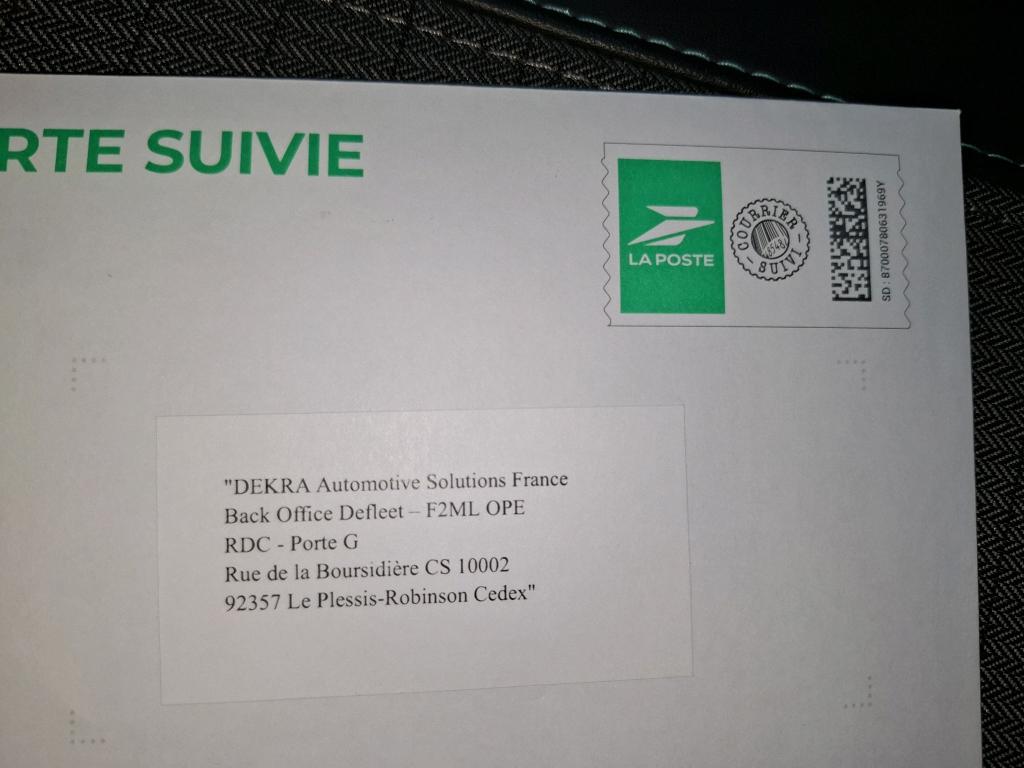 RTE SUIVIE
LA POSTE
COURRIER
SUIVI
SD : 87000780631969Y
"DEKRA Automotive Solutions France
Back Office Defleet – F2ML OPE
RDC - Porte G
Rue de la Boursidière CS 10002
92357 Le Plessis-Robinson Cedex"